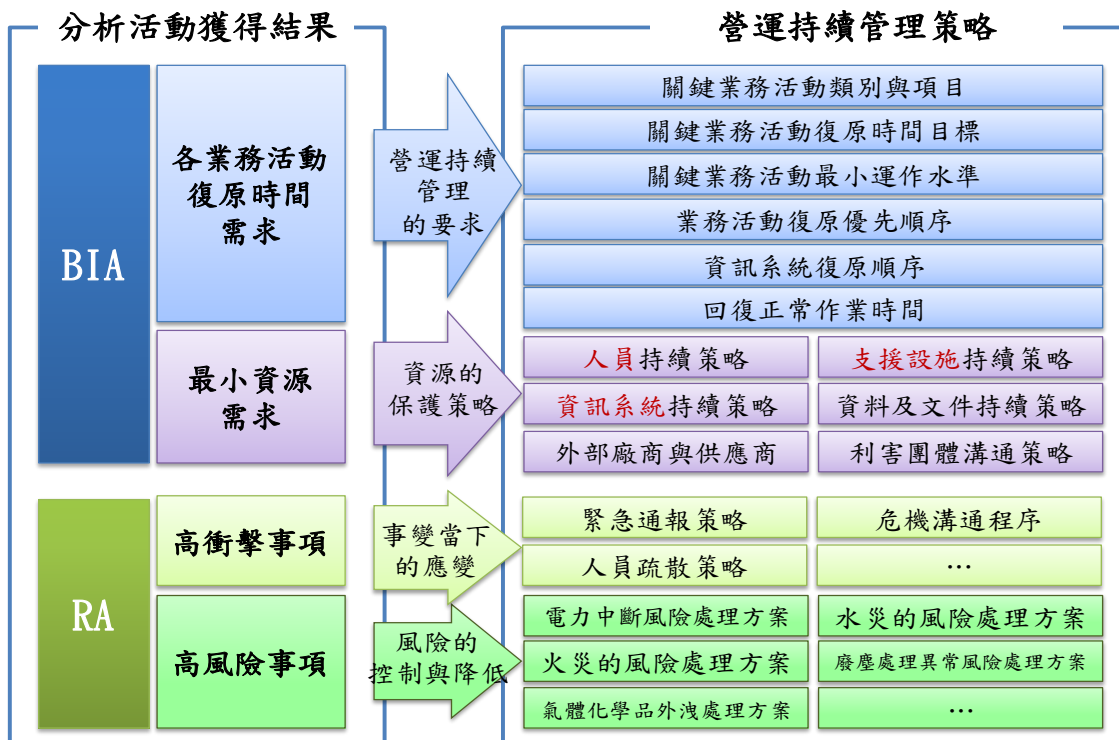 分析活動獲得結果
營運持續管理策略
BIA
各業務活動
復原時間
需求
營運持續
管理
的要求
關鍵業務活動類別與項目
關鍵業務活動復原時間目標
關鍵業務活動最小運作水準
業務活動復原優先順序
資訊系統復原順序
回復正常作業時間
最小資源
需求
資源的
保護策略
人員持續策略
支援設施持續策略
資訊系統持續策略
資料及文件持續策略
外部廠商與供應商
利害團體溝通策略
RA
高衝擊事項
事變當下
的應變
緊急通報策略
危機溝通程序
人員疏散策略
…
高風險事項
風險的
控制與降低
電力中斷風險處理方案
水災的風險處理方案
火災的風險處理方案
廢塵處理異常風險處理方案
氣體化學品外洩處理方案
…